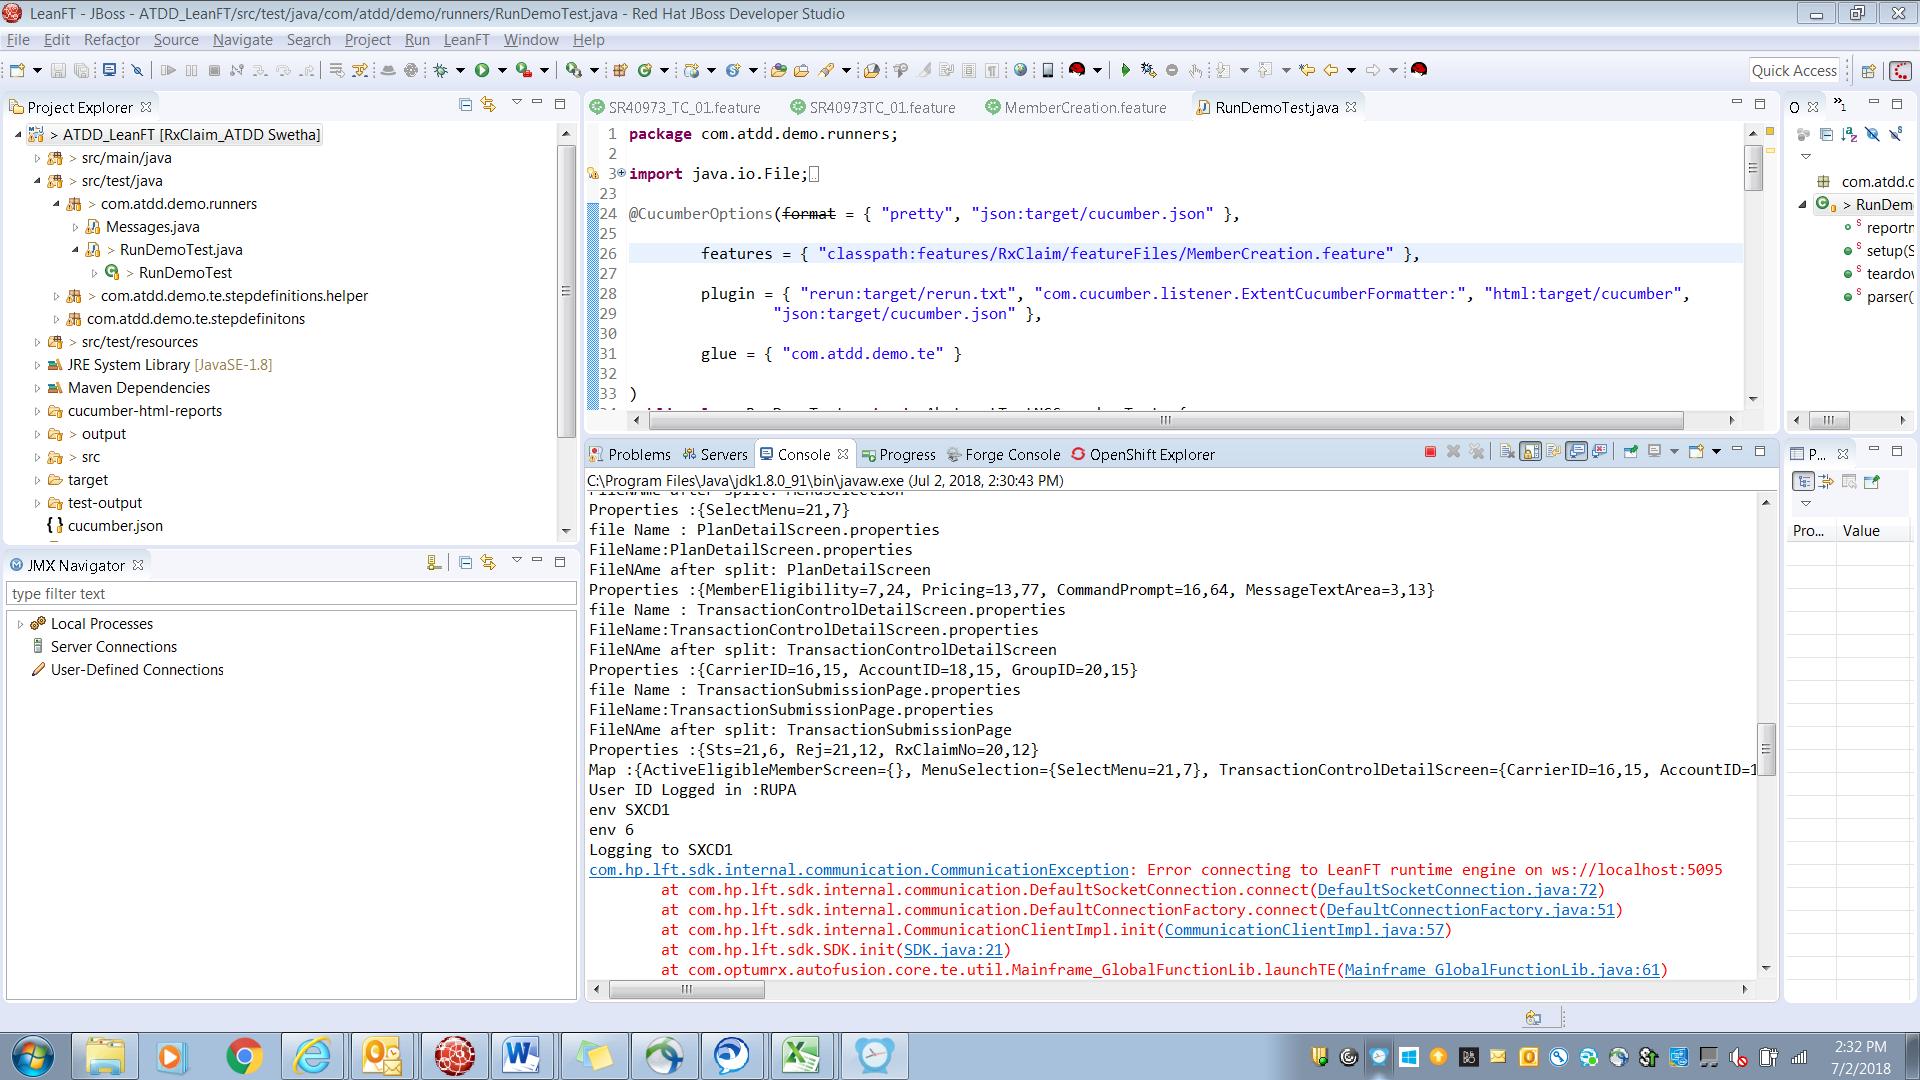 LeanFT - JBoss - ATDD_LeanFT/src/test/java/com/atdd/demo/runners/RunDemoTest.java - Red Hat JBoss Developer Studio
File Edit Refactor Source Navigate Search Project Run LeanFT Window Help
Quick Access
Project Explorer
> ATDD_LeanFT [RxClaim_ATDD Swetha]
> src/main/java
> src/test/java
> com.atdd.demo.runners
Messages.java
> RunDemoTest.java
> RunDemoTest
> com.atdd.demo.te.stepdefinitions.helper
com.atdd.demo.te.stepdefinitons
> src/test/resources
JRE System Library [JavaSE-1.8]
Maven Dependencies
cucumber-html-reports
> output
> src
target
test-output
cucumber.json
JMX Navigator
type filter text
Local Processes
Server Connections
User-Defined Connections
SR40973_TC_01.feature SR40973TC_01.feature MemberCreation.feature RunDemoTest.java
1 package com.atdd.demo.runners;
2
3 import java.io.File;
23
24 @CucumberOptions(format = { "pretty", "json:target/cucumber.json" },
25
26 features = { "classpath:features/RxClaim/featureFiles/MemberCreation.feature" },
27
28 plugin = { "rerun:target/rerun.txt", "com.cucumber.listener.ExtentCucumberFormatter:", "html:target/cucumber",
29 "json:target/cucumber.json" },
30
31 glue = { "com.atdd.demo.te" }
32
33 )
Problems Servers Console Progress Forge Console OpenShift Explorer
C:\Program Files\Java\jdk1.8.0_91\bin\javaw.exe (Jul 2, 2018, 2:30:43 PM)
FileNAme after split: MenuSelection
Properties :{SelectMenu=21,7}
file Name : PlanDetailScreen.properties
FileName:PlanDetailScreen.properties
FileNAme after split: PlanDetailScreen
Properties :{MemberEligibility=7,24, Pricing=13,77, CommandPrompt=16,64, MessageTextArea=3,13}
file Name : TransactionControlDetailScreen.properties
FileName:TransactionControlDetailScreen.properties
FileNAme after split: TransactionControlDetailScreen
Properties :{CarrierID=16,15, AccountID=18,15, GroupID=20,15}
file Name : TransactionSubmissionPage.properties
FileName:TransactionSubmissionPage.properties
FileNAme after split: TransactionSubmissionPage
Properties :{Sts=21,6, Rej=21,12, RxClaimNo=20,12}
Map :{ActiveEligibleMemberScreen={}, MenuSelection={SelectMenu=21,7}, TransactionControlDetailScreen={CarrierID=16,15, AccountID=1
User ID Logged in :RUPA
env SXCD1
env 6
Logging to SXCD1
com.hp.lft.sdk.internal.communication.CommunicationException: Error connecting to LeanFT runtime engine on ws://localhost:5095
at com.hp.lft.sdk.internal.communication.DefaultSocketConnection.connect(DefaultSocketConnection.java:72)
at com.hp.lft.sdk.internal.communication.DefaultConnectionFactory.connect(DefaultConnectionFactory.java:51)
at com.hp.lft.sdk.internal.CommunicationClientImpl.init(CommunicationClientImpl.java:57)
at com.hp.lft.sdk.SDK.init(SDK.java:21)
at com.optumrx.autofusion.core.te.util.Mainframe_GlobalFunctionLib.launchTE(Mainframe_GlobalFunctionLib.java:61)
O
com.atdd.c
> RunDem
reportn
setup(S
teardov
parser(
P...
Pro... Value
2:32 PM
7/2/2018